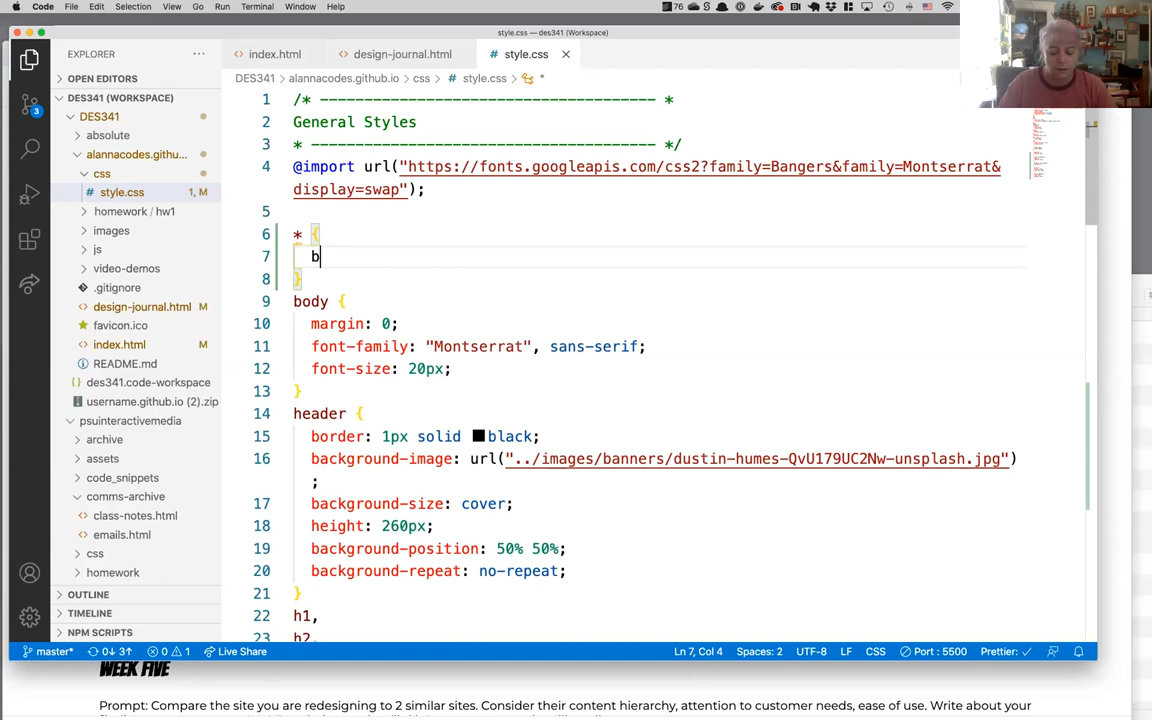 Code File Edit Selection View Go Run Terminal Window Help
76
style.css — des341 (Workspace)
EXPLORER
index.html
design-journal.html
style.css
DES341 › alannacodes.github.io › css › # style.css ›
OPEN EDITORS
DES341 (WORKSPACE)
DES341
absolute
alannacodes.githu...
css
# style.css 1, M
homework / hw1
images
js
video-demos
.gitignore
design-journal.html M
favicon.ico
index.html M
README.md
des341.code-workspace
username.github.io (2).zip
psuinteractivemedia
archive
assets
code_snippets
comms-archive
class-notes.html
emails.html
css
homework
OUTLINE
TIMELINE
NPM SCRIPTS
3
1 /* -------------------------------------- *
2 General Styles
3 * -------------------------------------- */
4 @import url("https://fonts.googleapis.com/css2?family=Bangers&family=Montserrat&
display=swap");
5
6 * {
7 b
8 }
9 body {
10 margin: 0;
11 font-family: "Montserrat", sans-serif;
12 font-size: 20px;
13 }
14 header {
15 border: 1px solid black;
16 background-image: url("../images/banners/dustin-humes-QvU179UC2Nw-unsplash.jpg")
;
17 background-size: cover;
18 height: 260px;
19 background-position: 50% 50%;
20 background-repeat: no-repeat;
21 }
22 h1,
23 h2,
master* 0↓ 3↑ 0 1 Live Share Ln 7, Col 4 Spaces: 2 UTF-8 LF CSS Port : 5500 Prettier: ✓
WEEK FIVE
Prompt: Compare the site you are redesigning to 2 similar sites. Consider their content hierarchy, attention to customer needs, ease of use. Write about your